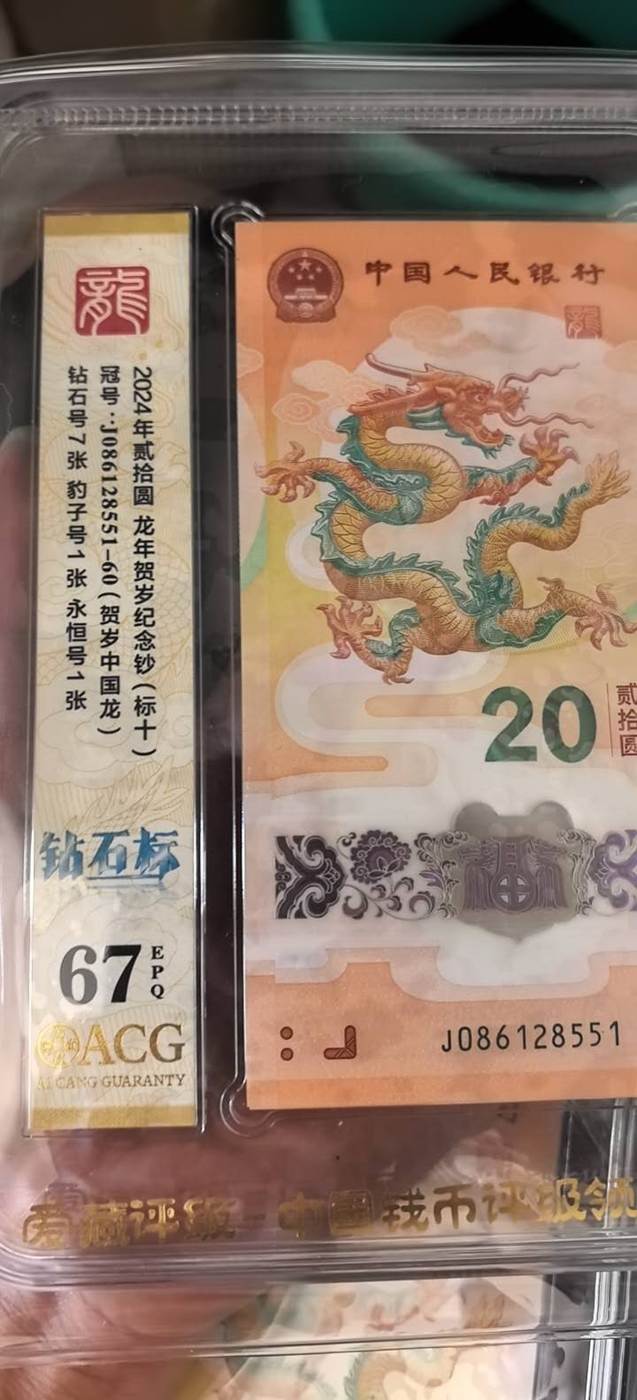 龍
2024年贰拾圆 龙年贺岁纪念钞(标十)
冠号·J086128551-60(贺岁中国龙)
钻石号7张 豹子号1张 永恒号1张
钻石标
67
EPQ
ACG
AI CANG GUARANTY
中国人民银行
龍
20
贰拾圆
J086128551
爱藏评级 中国钱币评级领